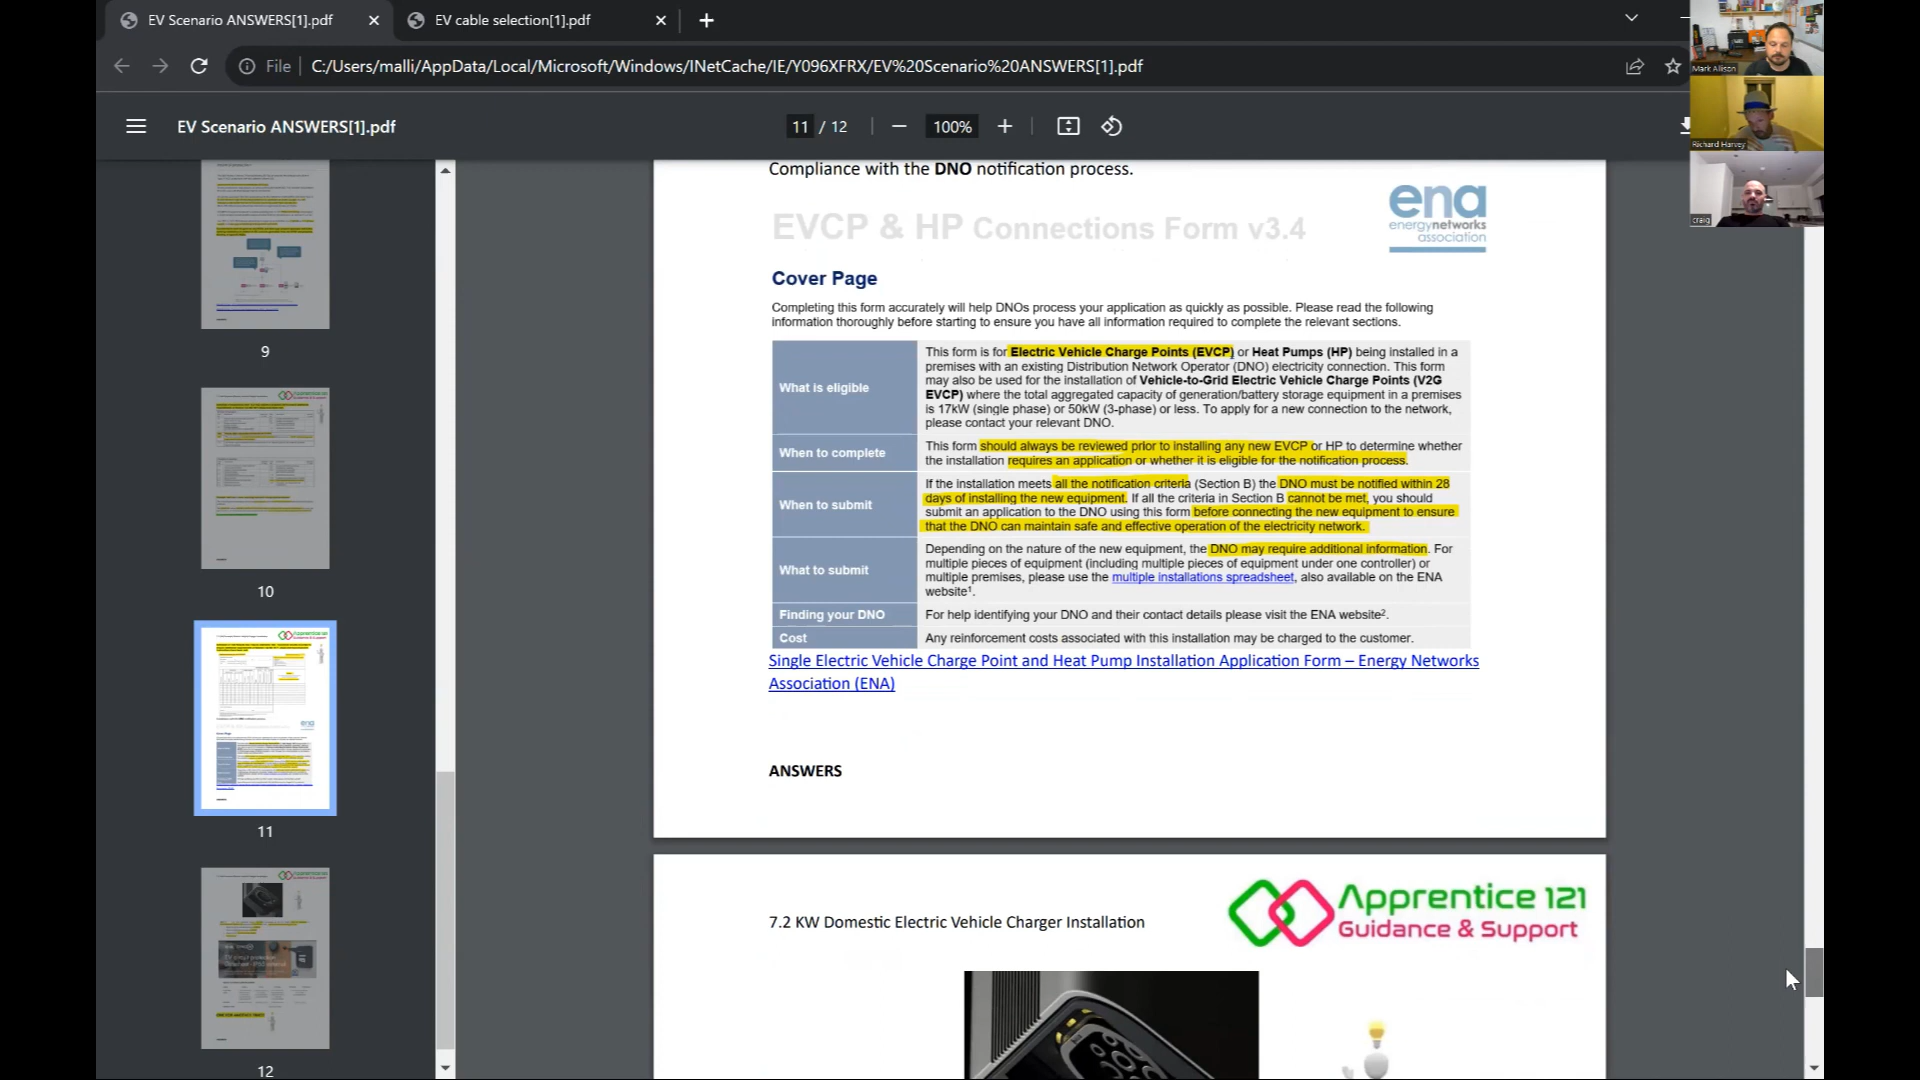 EV Scenario ANSWERS[1].pdf
EV cable selection[1].pdf
File
C:/Users/malli/AppData/Local/Microsoft/Windows/INetCache/IE/Y096XFRX/EV%20Scenario%20ANSWERS[1].pdf
EV Scenario ANSWERS[1].pdf
11 / 12
100%
Mark Allison
Richard Harvey
craig
9
10
11
12
Compliance with the DNO notification process.
EVCP & HP Connections Form v3.4
ena
energynetworks
association
Cover Page
Completing this form accurately will help DNOs process your application as quickly as possible. Please read the following
information thoroughly before starting to ensure you have all information required to complete the relevant sections.
What is eligible
This form is for Electric Vehicle Charge Points (EVCP) or Heat Pumps (HP) being installed in a
premises with an existing Distribution Network Operator (DNO) electricity connection. This form
may also be used for the installation of Vehicle-to-Grid Electric Vehicle Charge Points (V2G
EVCP) where the total aggregated capacity of generation/battery storage equipment in a premises
is 17kW (single phase) or 50kW (3-phase) or less. To apply for a new connection to the network,
please contact your relevant DNO.
When to complete
This form should always be reviewed prior to installing any new EVCP or HP to determine whether
the installation requires an application or whether it is eligible for the notification process.
When to submit
If the installation meets all the notification criteria (Section B) the DNO must be notified within 28
days of installing the new equipment. If all the criteria in Section B cannot be met, you should
submit an application to the DNO using this form before connecting the new equipment to ensure
that the DNO can maintain safe and effective operation of the electricity network.
What to submit
Depending on the nature of the new equipment, the DNO may require additional information. For
multiple pieces of equipment (including multiple pieces of equipment under one controller) or
multiple premises, please use the multiple installations spreadsheet, also available on the ENA
website¹.
Finding your DNO
For help identifying your DNO and their contact details please visit the ENA website².
Cost
Any reinforcement costs associated with this installation may be charged to the customer.
Single Electric Vehicle Charge Point and Heat Pump Installation Application Form – Energy Networks
Association (ENA)
ANSWERS
7.2 KW Domestic Electric Vehicle Charger Installation
Apprentice 121
Guidance & Support